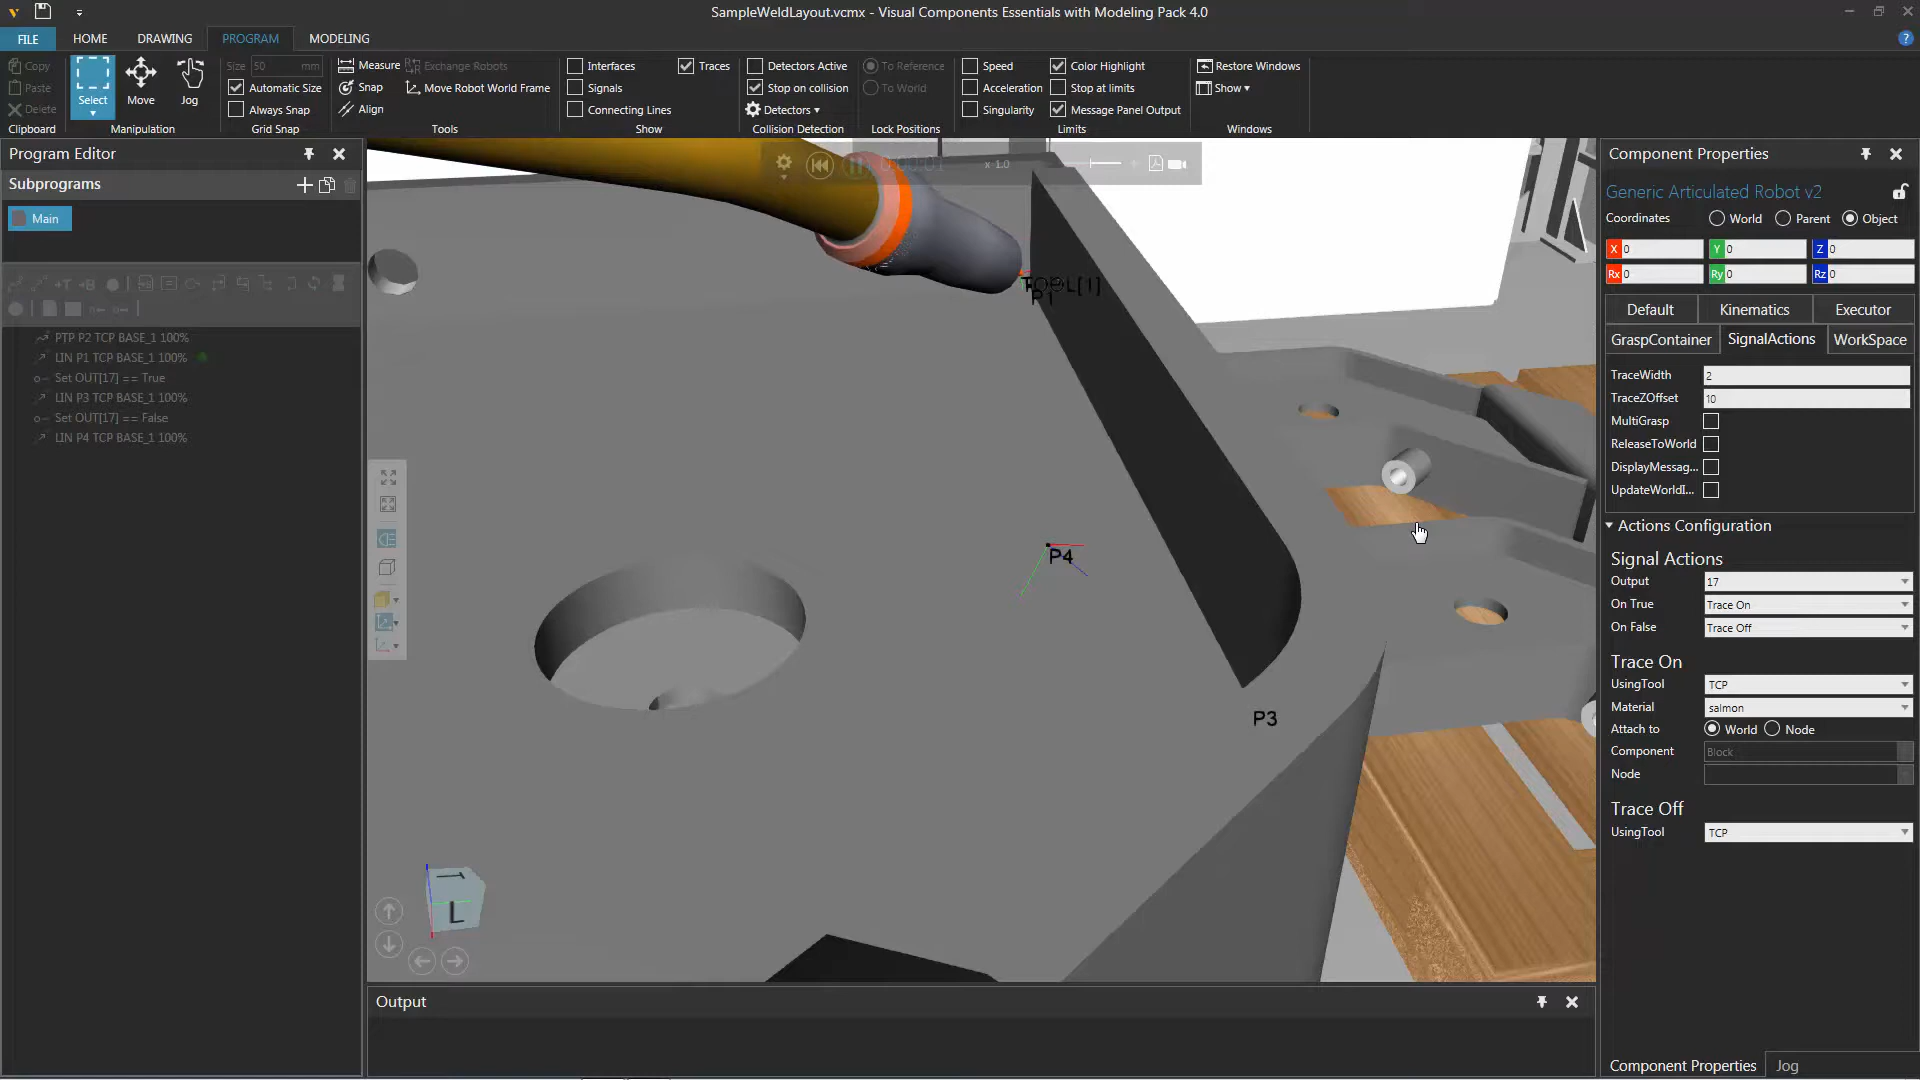 SampleWeldLayout.vcmx - Visual Components Essentials with Modeling Pack 4.0
FILE
HOME
DRAWING
PROGRAM
MODELING
?
Copy
Paste
Delete
Clipboard
Select
Move
Jog
Manipulation
Size
50
mm
Automatic Size
Always Snap
Grid Snap
Measure
Snap
Align
Exchange Robots
Move Robot World Frame
Tools
Interfaces
Signals
Connecting Lines
Traces
Show
Detectors Active
Stop on collision
Detectors
Collision Detection
To Reference
To World
Lock Positions
Speed
Acceleration
Singularity
Color Highlight
Stop at limits
Message Panel Output
Limits
Restore Windows
Show
Windows
Program Editor
Subprograms
Main
PTP P2 TCP BASE_1 100%
LIN P1 TCP BASE_1 100%
Set OUT[17] == True
LIN P3 TCP BASE_1 100%
Set OUT[17] == False
LIN P4 TCP BASE_1 100%
x 1.0
TOOL[1]
P1
P4
P3
L
Output
Component Properties
Generic Articulated Robot v2
Coordinates
World
Parent
Object
X 0
Y 0
Z 0
Rx 0
Ry 0
Rz 0
Default
Kinematics
Executor
GraspContainer
SignalActions
WorkSpace
TraceWidth
2
TraceZOffset
10
MultiGrasp
ReleaseToWorld
DisplayMessag...
UpdateWorldI...
Actions Configuration
Signal Actions
Output
17
On True
Trace On
On False
Trace Off
Trace On
UsingTool
TCP
Material
salmon
Attach to
World
Node
Component
Block
Node
Trace Off
UsingTool
TCP
Component Properties
Jog